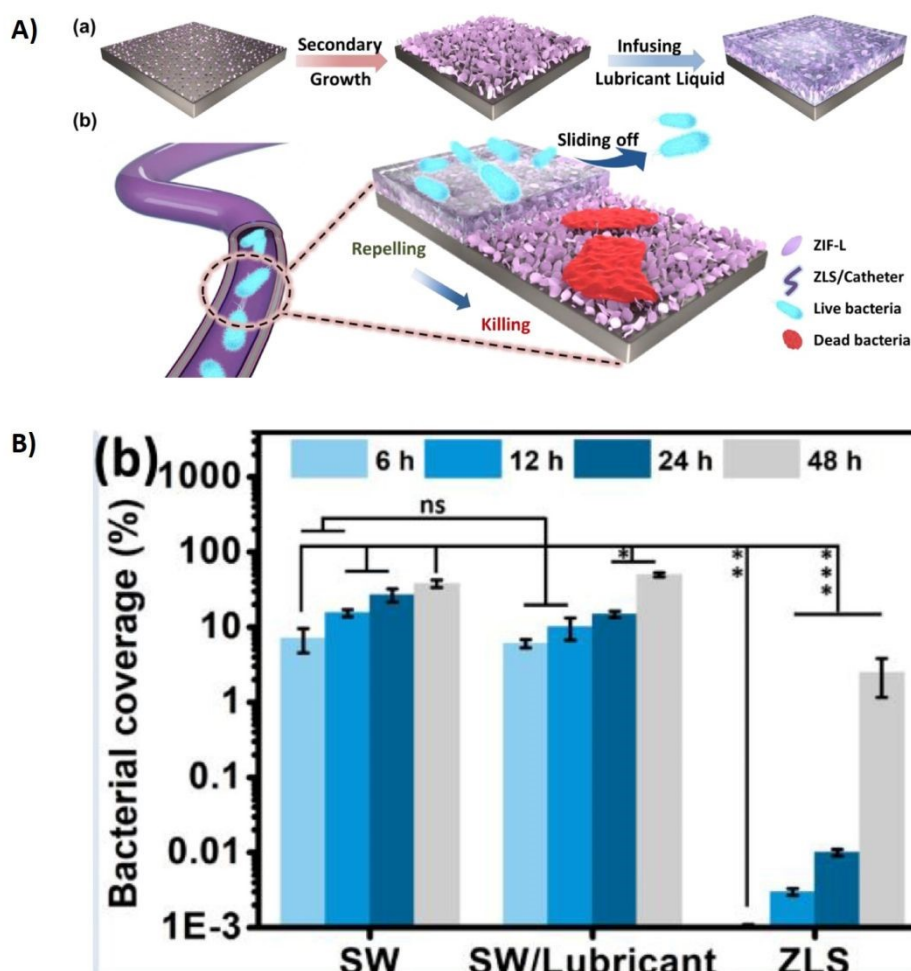 A)
(a)
Secondary
Growth
Infusing
Lubricant Liquid
(b)
Sliding off
Repelling
Killing
ZIF-L
ZLS/Catheter
Live bacteria
Dead bacteria
B)
(b)
6 h 12 h 24 h 48 h
Bacterial coverage (%)
1000
100
10
1
0.1
0.01
1E-3
ns
*
**
***
SW SW/Lubricant ZLS